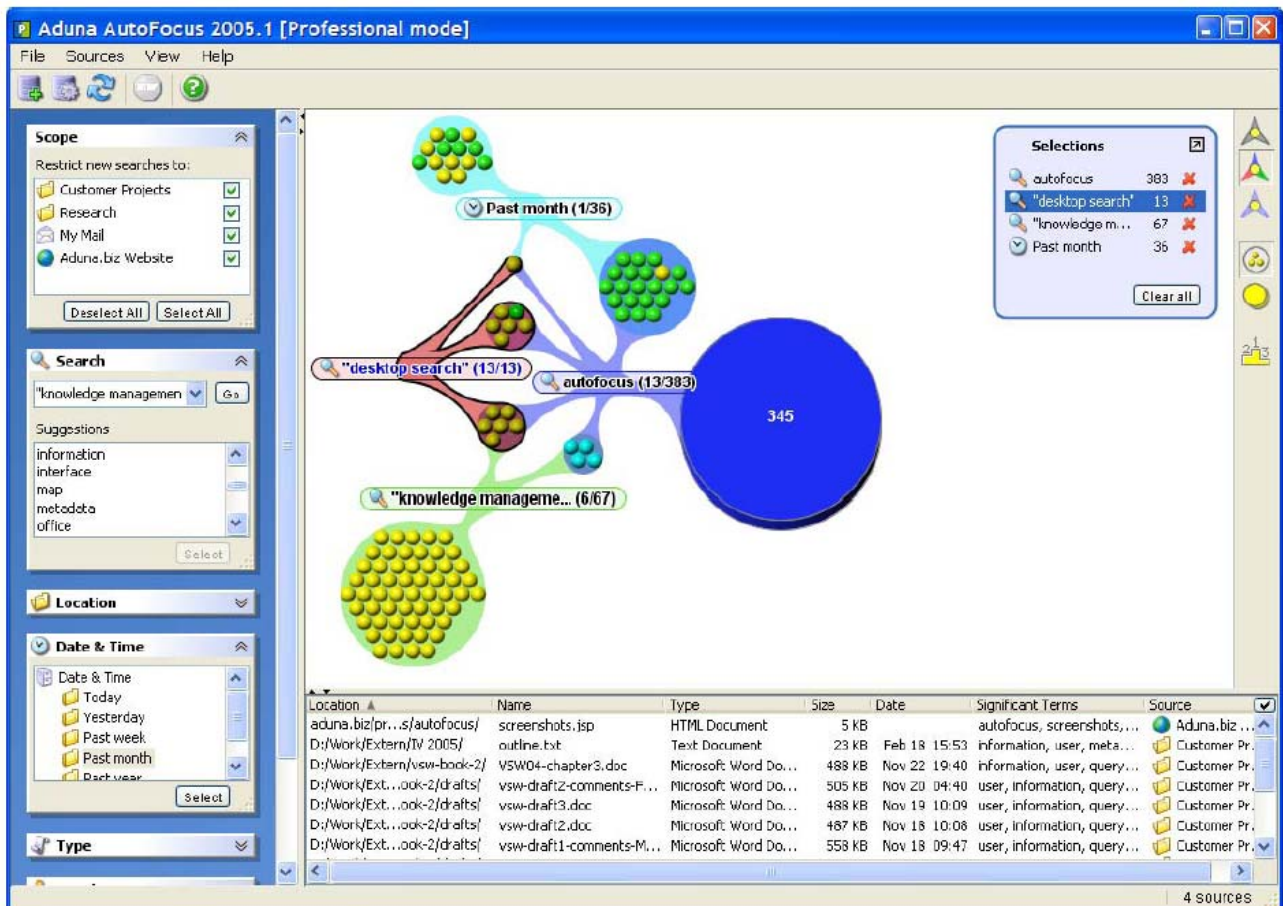 Aduna AutoFocus 2005.1 [Professional mode]
File Sources View Help
Scope
Restrict new searches to:
Customer Projects
Research
My Mail
Aduna.biz Website
Deselect All Select All
Search
"knowledge managemen Go
Suggestions
information
interface
map
metadata
office
Select
Location
Date & Time
Date & Time
Today
Yesterday
Past week
Past month
Past year
Select
Type
Past month (1/36)
"desktop search" (13/13)
autofocus (13/383)
345
"knowledge manageme... (6/67)
Selections
autofocus 383
"desktop search" 13
"knowledge m... 67
Past month 36
Clear all
1
2 3
Location Name Type Size Date Significant Terms Source
aduna.biz/pr...s/autofocus/ screenshots.jsp HTML Document 5 KB autofocus, screenshots,... Aduna.biz ...
D:/Work/Extern/IV 2005/ outline.txt Text Document 23 KB Feb 18 15:53 information, user, meta... Customer Pr.
D:/Work/Extern/vsw-book-2/ VSW04-chapter3.doc Microsoft Word Do... 488 KB Nov 22 19:40 information, user, query... Customer Pr.
D:/Work/Ext...ook-2/drafts/ vsw-draft2-comments-F... Microsoft Word Do... 505 KB Nov 20 04:40 user, information, query... Customer Pr.
D:/Work/Ext...ook-2/drafts/ vsw-draft3.doc Microsoft Word Do... 488 KB Nov 19 10:09 user, information, query... Customer Pr.
D:/Work/Ext...ook-2/drafts/ vsw-draft2.doc Microsoft Word Do... 487 KB Nov 18 10:08 user, information, query... Customer Pr.
D:/Work/Ext...ook-2/drafts/ vsw-draft1-comments-M... Microsoft Word Do... 558 KB Nov 18 09:47 user, information, query... Customer Pr.
4 sources